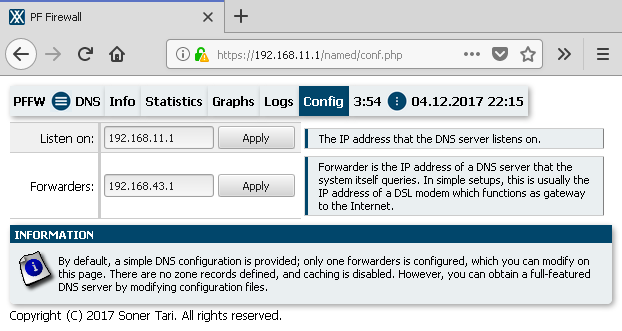 PF Firewall
https://192.168.11.1/named/conf.php
PFFW DNS Info Statistics Graphs Logs Config 3:54 04.12.2017 22:15
Listen on: 192.168.11.1 Apply The IP address that the DNS server listens on.
Forwarders: 192.168.43.1 Apply
Forwarder is the IP address of a DNS server that the
system itself queries. In simple setups, this is usually the
IP address of a DSL modem which functions as gateway
to the Internet.
INFORMATION
By default, a simple DNS configuration is provided; only one forwarders is configured, which you can modify on
this page. There are no zone records defined, and caching is disabled. However, you can obtain a full-featured
DNS server by modifying configuration files.
Copyright (C) 2017 Soner Tari. All rights reserved.